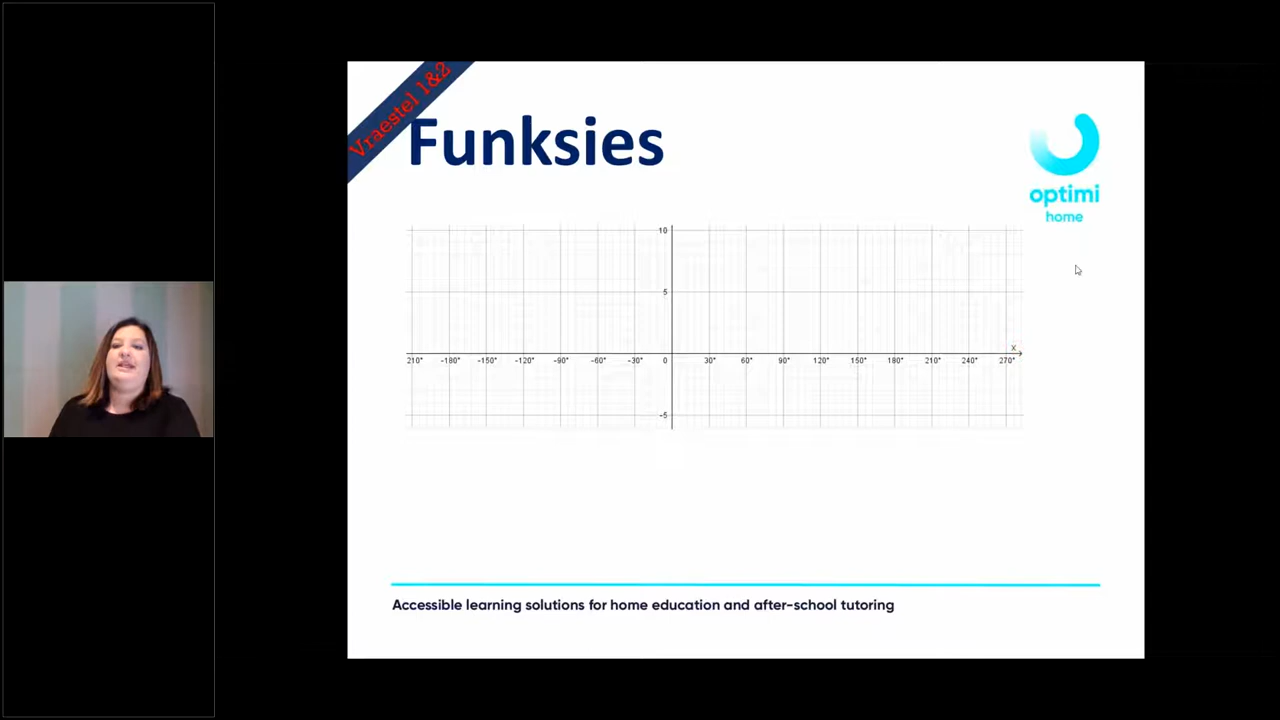 Vraestel 1&2
Funksies
optimi
home
10
5
210° -180° -150° -120° -90° -60° -30° 0 30° 60° 90° 120° 150° 180° 210° 240° 270°
x
-5
Accessible learning solutions for home education and after-school tutoring